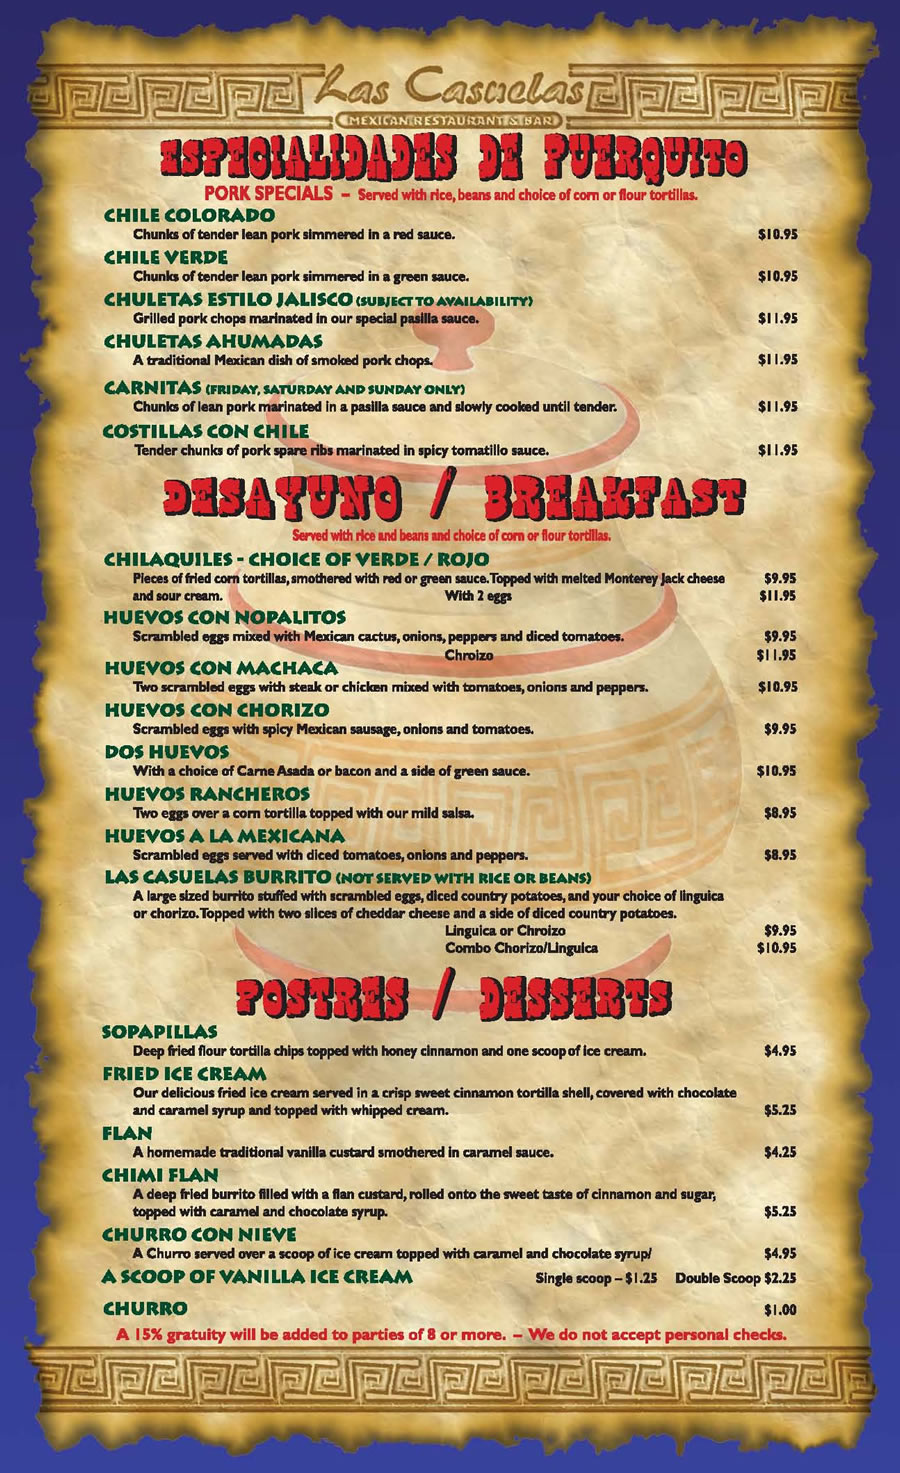 Las Casuelas
MEXICAN RESTAURANT & BAR
ESPECIALIDADES DE PUERQUITO
PORK SPECIALS – Served with rice, beans and choice of corn or flour tortillas.
CHILE COLORADO
Chunks of tender lean pork simmered in a red sauce. $10.95
CHILE VERDE
Chunks of tender lean pork simmered in a green sauce. $10.95
CHULETAS ESTILO JALISCO (SUBJECT TO AVAILABILITY)
Grilled pork chops marinated in our special pasilla sauce. $11.95
CHULETAS AHUMADAS
A traditional Mexican dish of smoked pork chops. $11.95
CARNITAS (FRIDAY, SATURDAY AND SUNDAY ONLY)
Chunks of lean pork marinated in a pasilla sauce and slowly cooked until tender. $11.95
COSTILLAS CON CHILE
Tender chunks of pork spare ribs marinated in spicy tomatillo sauce. $11.95
DESAYUNO / BREAKFAST
Served with rice and beans and choice of corn or flour tortillas.
CHILAQUILES - CHOICE OF VERDE / ROJO
Pieces of fried corn tortillas, smothered with red or green sauce. Topped with melted Monterey Jack cheese $9.95
and sour cream. With 2 eggs $11.95
HUEVOS CON NOPALITOS
Scrambled eggs mixed with Mexican cactus, onions, peppers and diced tomatoes. $9.95
Chroizo $11.95
HUEVOS CON MACHACA
Two scrambled eggs with steak or chicken mixed with tomatoes, onions and peppers. $10.95
HUEVOS CON CHORIZO
Scrambled eggs with spicy Mexican sausage, onions and tomatoes. $9.95
DOS HUEVOS
With a choice of Carne Asada or bacon and a side of green sauce. $10.95
HUEVOS RANCHEROS
Two eggs over a corn tortilla topped with our mild salsa. $8.95
HUEVOS A LA MEXICANA
Scrambled eggs served with diced tomatoes, onions and peppers. $8.95
LAS CASUELAS BURRITO (NOT SERVED WITH RICE OR BEANS)
A large sized burrito stuffed with scrambled eggs, diced country potatoes, and your choice of linguica
or chorizo. Topped with two slices of cheddar cheese and a side of diced country potatoes.
Linguica or Chroizo $9.95
Combo Chorizo/Linguica $10.95
POSTRES / DESSERTS
SOPAPILLAS
Deep fried flour tortilla chips topped with honey cinnamon and one scoop of ice cream. $4.95
FRIED ICE CREAM
Our delicious fried ice cream served in a crisp sweet cinnamon tortilla shell, covered with chocolate
and caramel syrup and topped with whipped cream. $5.25
FLAN
A homemade traditional vanilla custard smothered in caramel sauce. $4.25
CHIMI FLAN
A deep fried burrito filled with a flan custard, rolled onto the sweet taste of cinnamon and sugar,
topped with caramel and chocolate syrup. $5.25
CHURRO CON NIEVE
A Churro served over a scoop of ice cream topped with caramel and chocolate syrup/ $4.95
A SCOOP OF VANILLA ICE CREAM Single scoop – $1.25 Double Scoop $2.25
CHURRO $1.00
A 15% gratuity will be added to parties of 8 or more. – We do not accept personal checks.